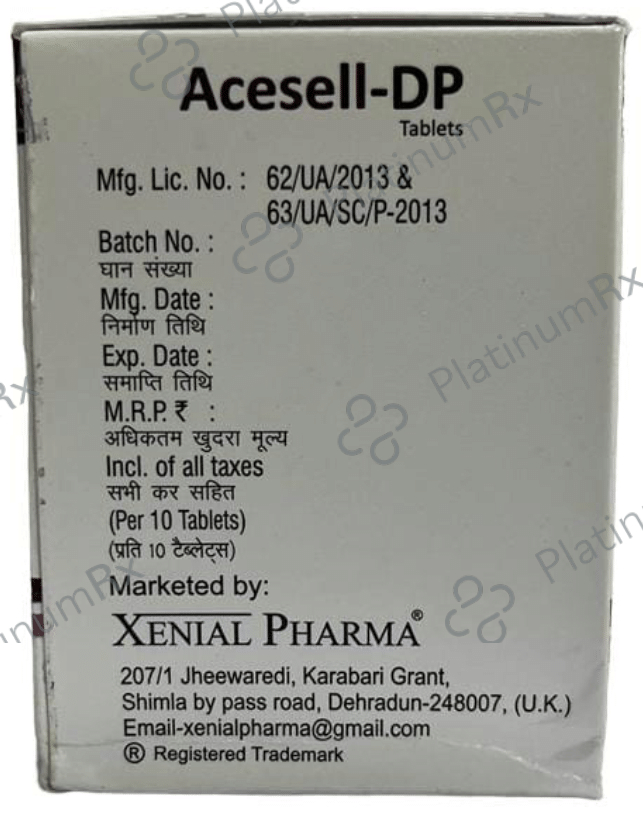 Acesell-DP
Tablets
Mfg. Lic. No. : 62/UA/2013 &
63/UA/SC/P-2013
Batch No. :
घान संख्या
Mfg. Date :
निर्माण तिथि
Exp. Date :
समाप्ति तिथि
M.R.P. ₹ :
अधिकतम खुदरा मूल्य
Incl. of all taxes
सभी कर सहित
(Per 10 Tablets)
(प्रति 10 टैब्लेट्स)
Marketed by:
XENIAL PHARMA®
207/1 Jheewaredi, Karabari Grant,
Shimla by pass road, Dehradun-248007, (U.K.)
Email-xenialpharma@gmail.com
® Registered Trademark
PlatinumRx
PlatinumRx